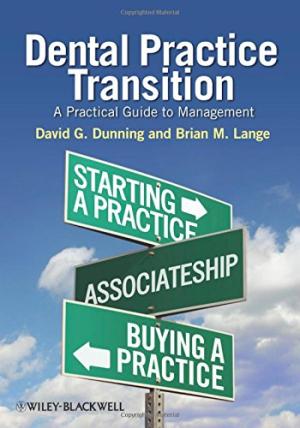 Dental Practice
Transition
A Practical Guide to Management
David G. Dunning and Brian M. Lange
STARTING
A PRACTICE
ASSOCIATESHIP
BUYING A
PRACTICE
WILEY-BLACKWELL